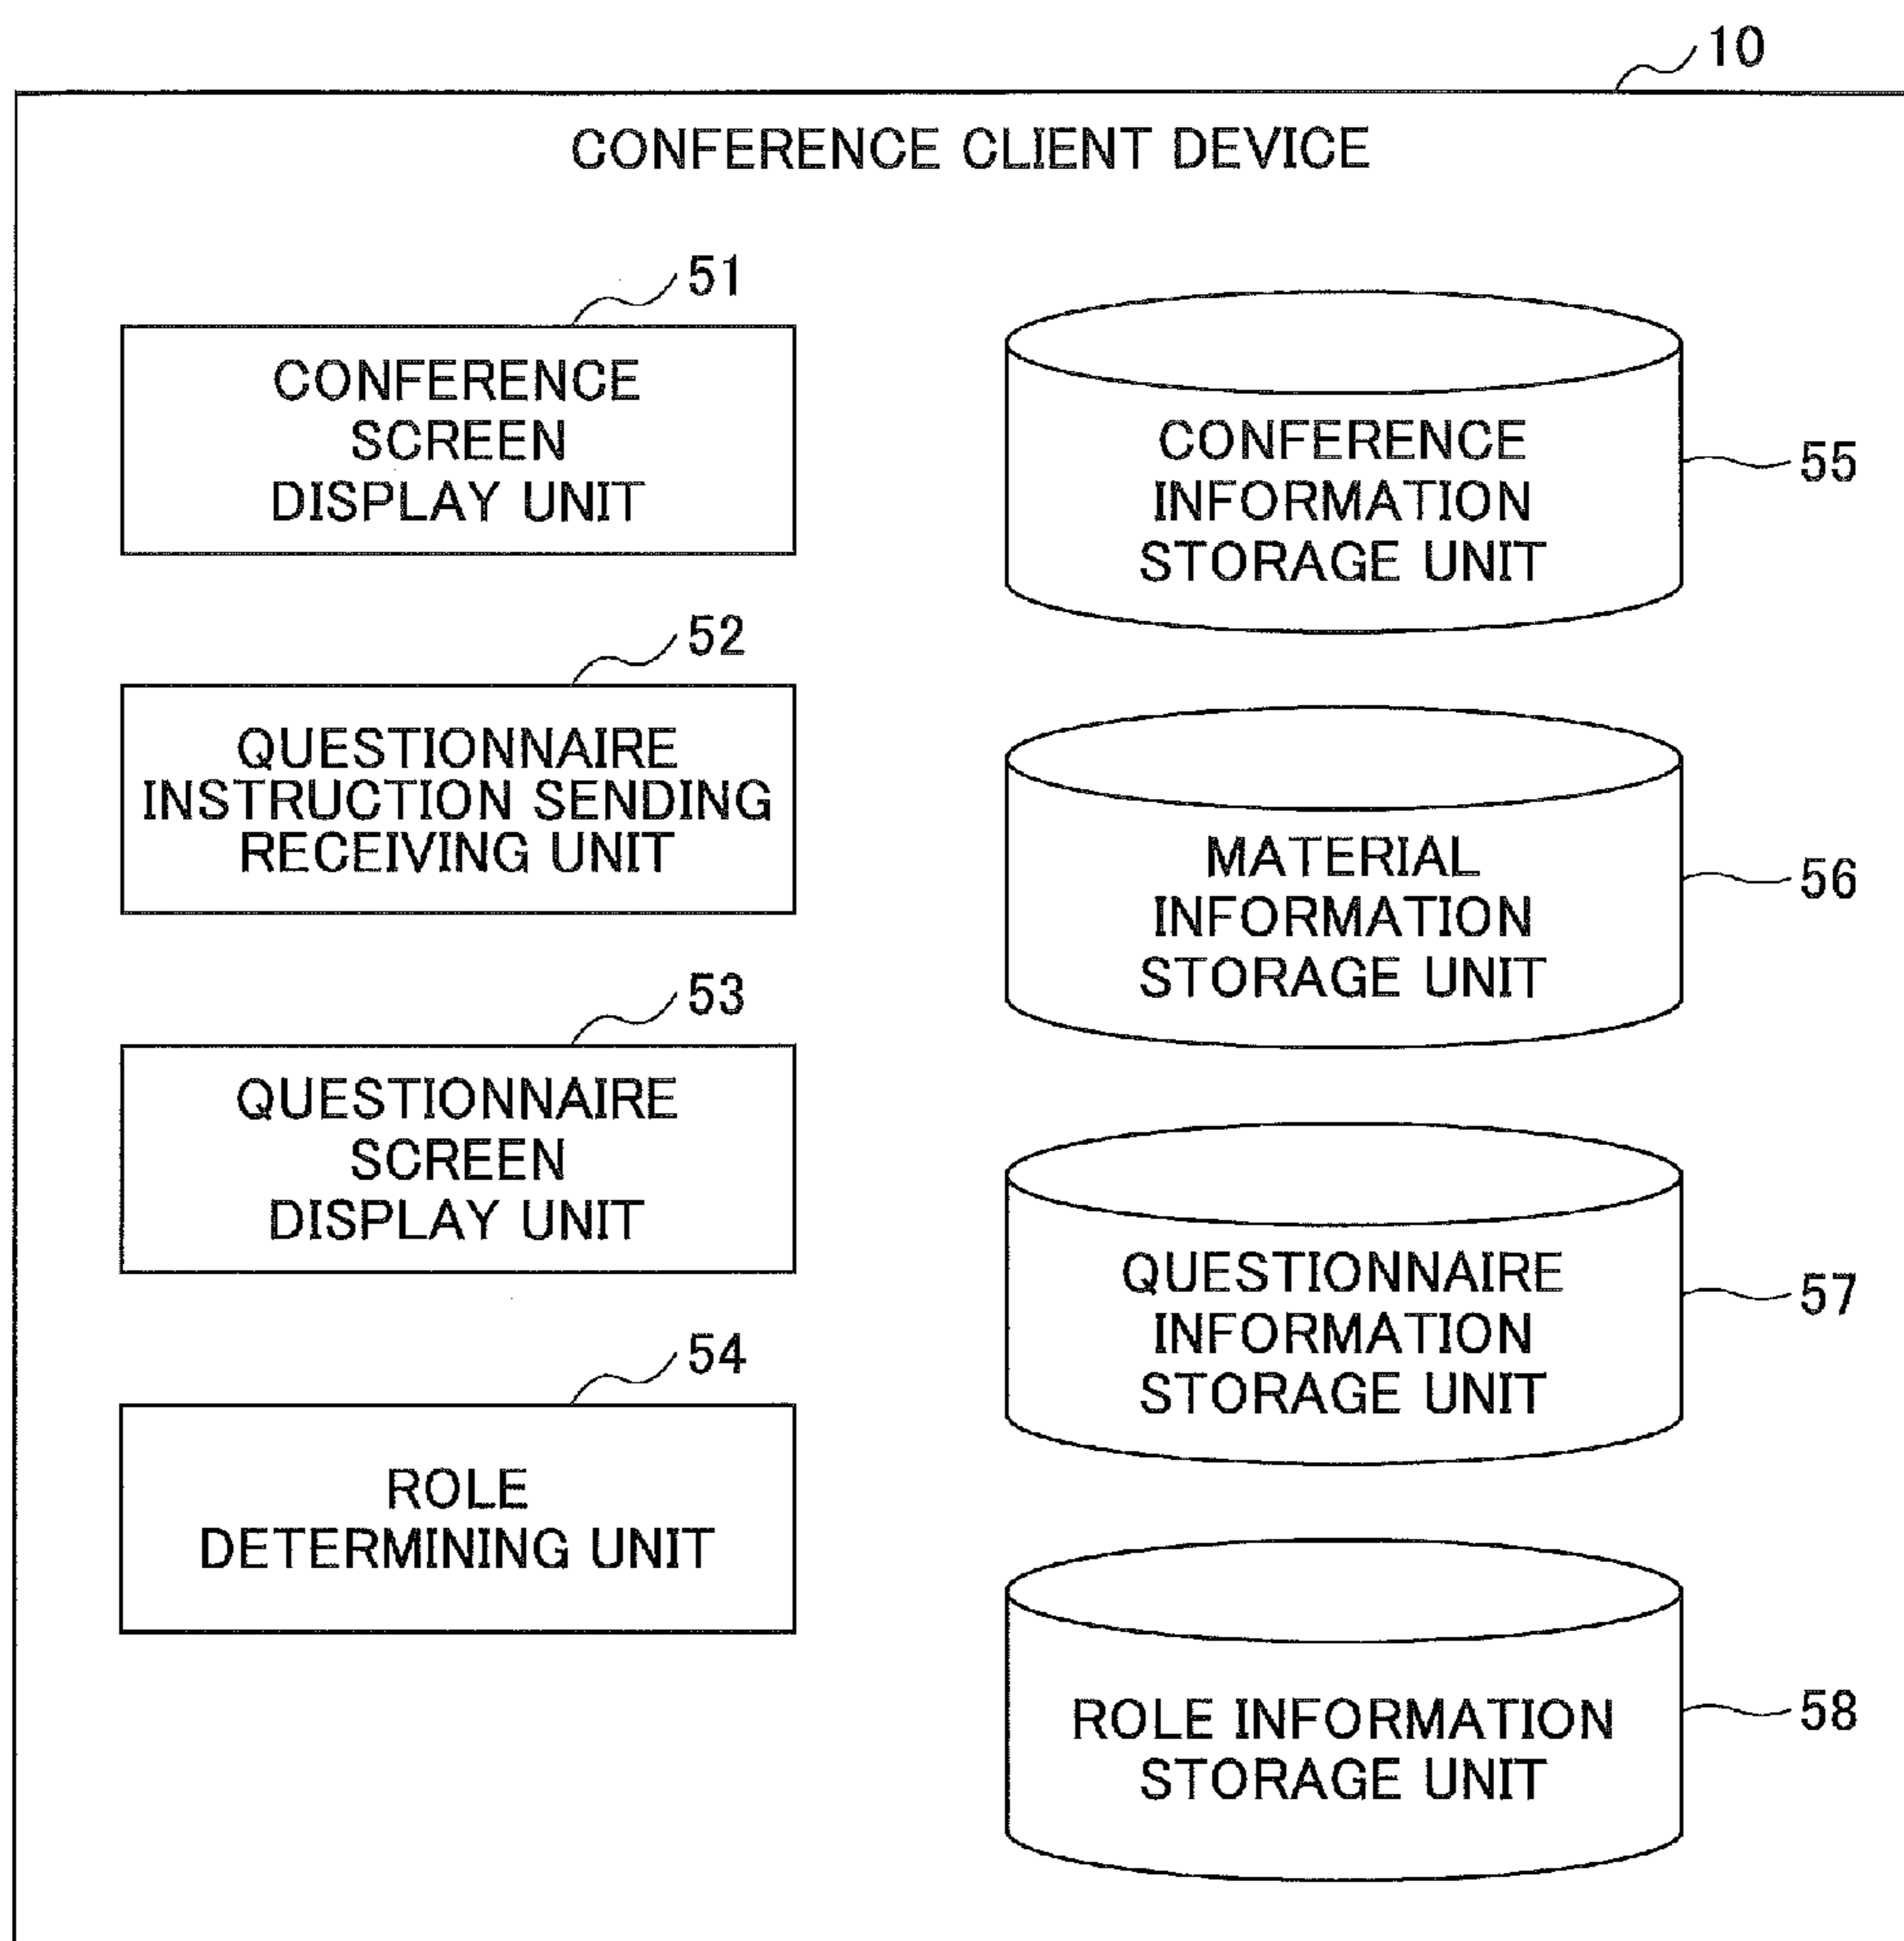 10
CONFERENCE CLIENT DEVICE
51
CONFERENCE
SCREEN
DISPLAY UNIT
52
QUESTIONNAIRE
INSTRUCTION SENDING
RECEIVING UNIT
53
QUESTIONNAIRE
SCREEN
DISPLAY UNIT
54
ROLE
DETERMINING UNIT
CONFERENCE
INFORMATION
STORAGE UNIT
55
MATERIAL
INFORMATION
STORAGE UNIT
56
QUESTIONNAIRE
INFORMATION
STORAGE UNIT
57
ROLE INFORMATION
STORAGE UNIT
58